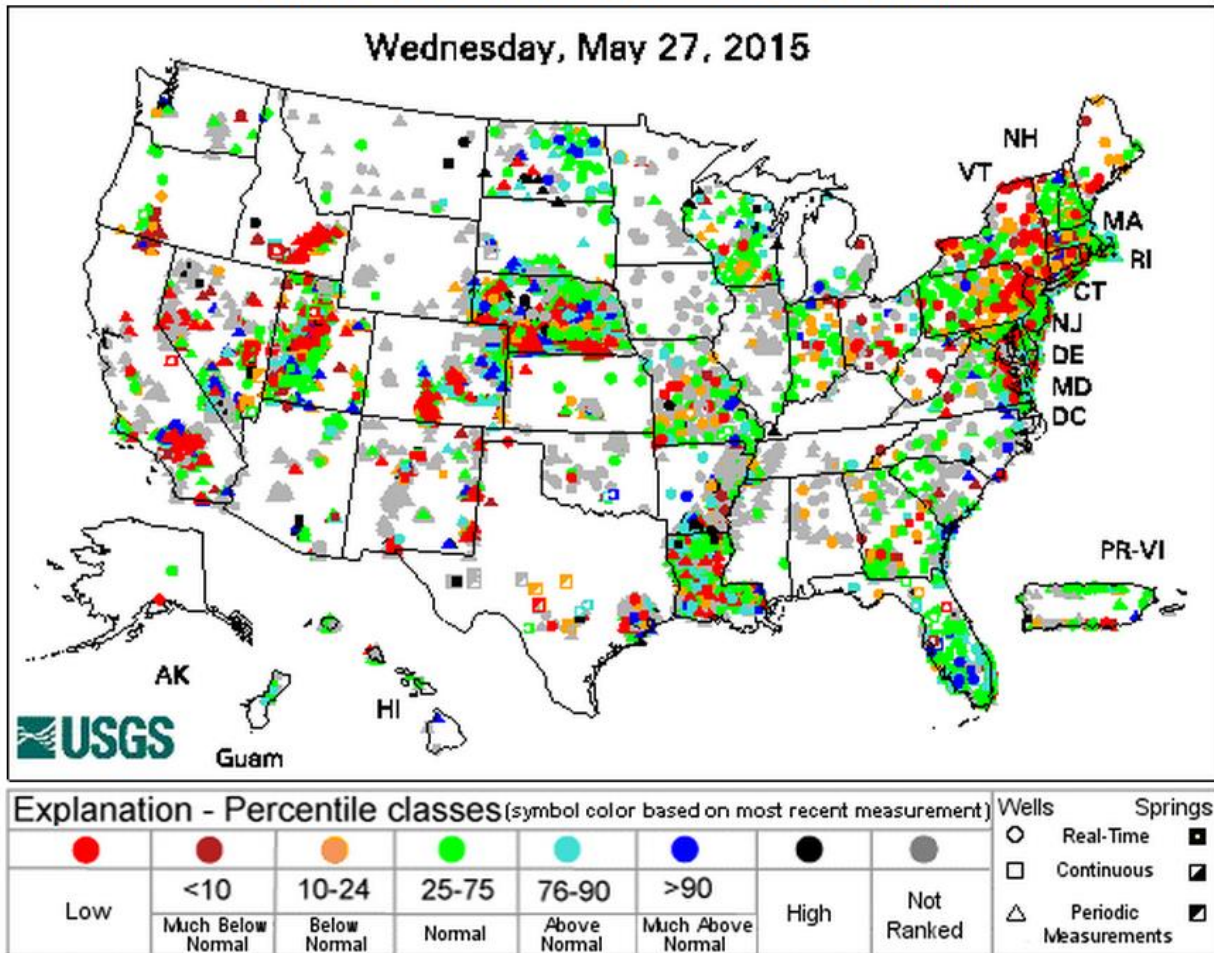 Wednesday, May 27, 2015
NH
VT
MA
RI
CT
NJ
DE
MD
DC
PR-VI
AK
HI
Guam
USGS
Explanation - Percentile classes (symbol color based on most recent measurement)
Low
<10
Much Below
Normal
10-24
Below
Normal
25-75
Normal
76-90
Above
Normal
>90
Much Above
Normal
High
Not
Ranked
Wells Springs
Real-Time
Continuous
Periodic
Measurements